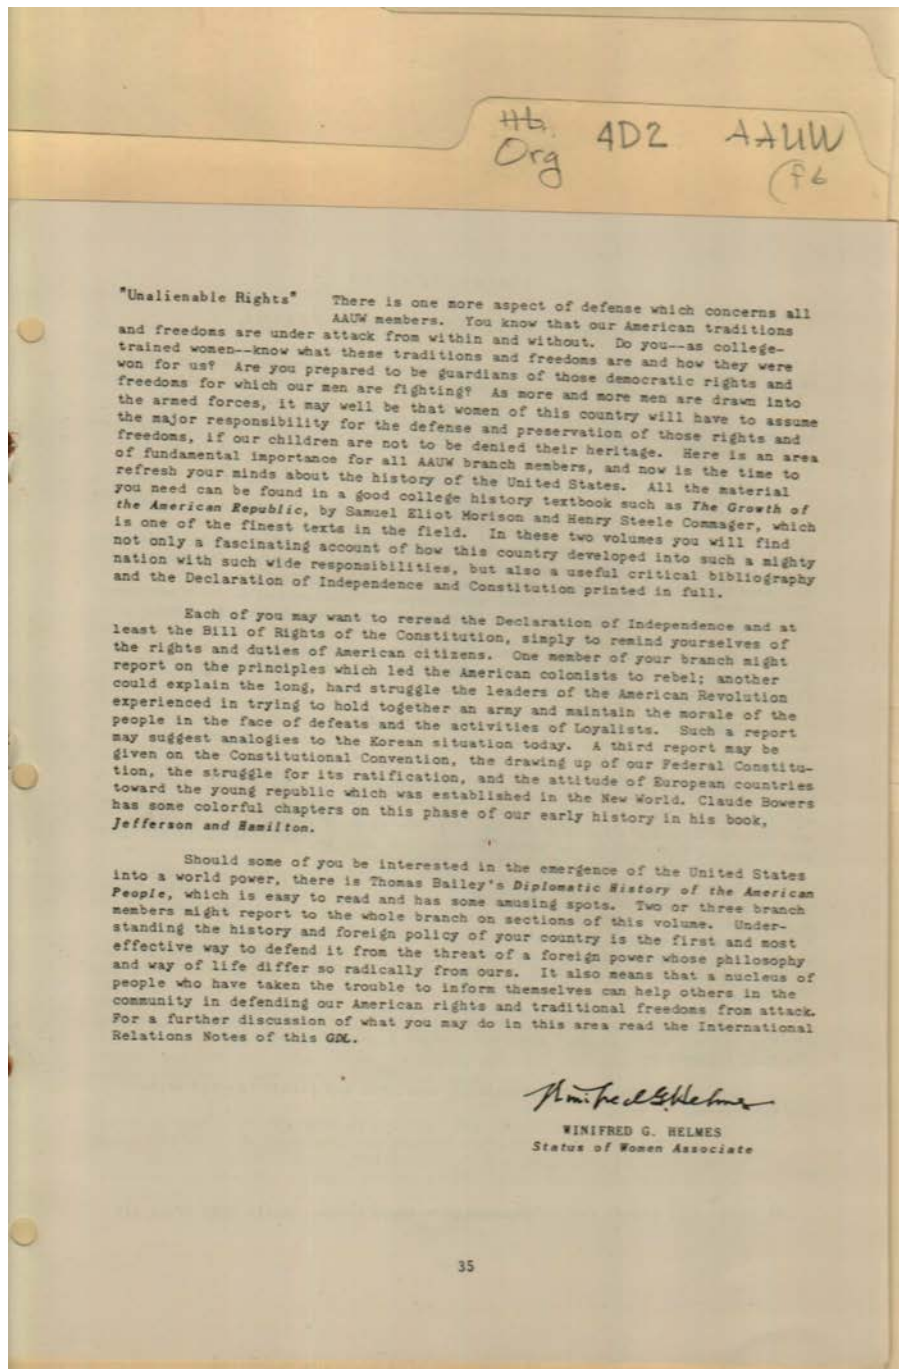 Hb.
Org 4D2 AAUW
"Unalienable Rights" There is one more aspect of defense which concerns all
AAUW members. You know that our American traditions
and freedoms are under attack from within and without. Do you--as college-
trained women--know what these traditions and freedoms are and how they were
won for us? Are you prepared to be guardians of those democratic rights and
freedoms for which our men are fighting? As more and more men are drawn into
the armed forces, it may well be that women of this country will have to assume
the major responsibility for the defense and preservation of those rights and
freedoms, if our children are not to be denied their heritage. Here is an area
of fundamental importance for all AAUW branch members, and now is the time to
refresh your minds about the history of the United States. All the material
you need can be found in a good college history textbook such as The Growth of
the American Republic, by Samuel Eliot Morison and Henry Steele Commager, which
is one of the finest texts in the field. In these two volumes you will find
not only a fascinating account of how this country developed into such a mighty
nation with such wide responsibilities, but also a useful critical bibliography
and the Declaration of Independence and Constitution printed in full.
Each of you may want to reread the Declaration of Independence and at
least the Bill of Rights of the Constitution, simply to remind yourselves of
the rights and duties of American citizens. One member of your branch might
report on the principles which led the American colonists to rebel; another
could explain the long, hard struggle the leaders of the American Revolution
experienced in trying to hold together an army and maintain the morale of the
people in the face of defeats and the activities of Loyalists. Such a report
may suggest analogies to the Korean situation today. A third report may be
given on the Constitutional Convention, the drawing up of our Federal Constitu-
tion, the struggle for its ratification, and the attitude of European countries
toward the young republic which was established in the New World. Claude Bowers
has some colorful chapters on this phase of our early history in his book,
Jefferson and Hamilton.
Should some of you be interested in the emergence of the United States
into a world power, there is Thomas Bailey's Diplomatic History of the American
People, which is easy to read and has some amusing spots. Two or three branch
members might report to the whole branch on sections of this volume. Under-
standing the history and foreign policy of your country is the first and most
effective way to defend it from the threat of a foreign power whose philosophy
and way of life differ so radically from ours. It also means that a nucleus of
people who have taken the trouble to inform themselves can help others in the
community in defending our American rights and traditional freedoms from attack.
For a further discussion of what you may do in this area read the International
Relations Notes of this GDL.
Winifred G. Helmes
WINIFRED G. HELMES
Status of Women Associate
35